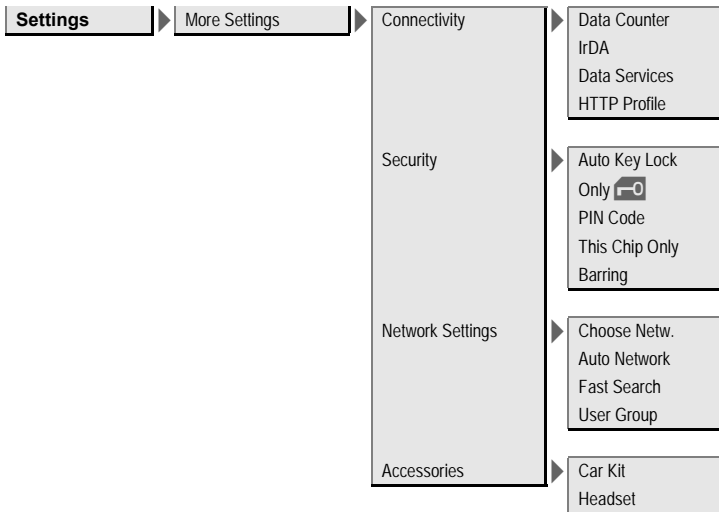 Settings
More Settings
Connectivity
Data Counter
IrDA
Data Services
HTTP Profile
Security
Auto Key Lock
Only
PIN Code
This Chip Only
Barring
Network Settings
Choose Netw.
Auto Network
Fast Search
User Group
Accessories
Car Kit
Headset